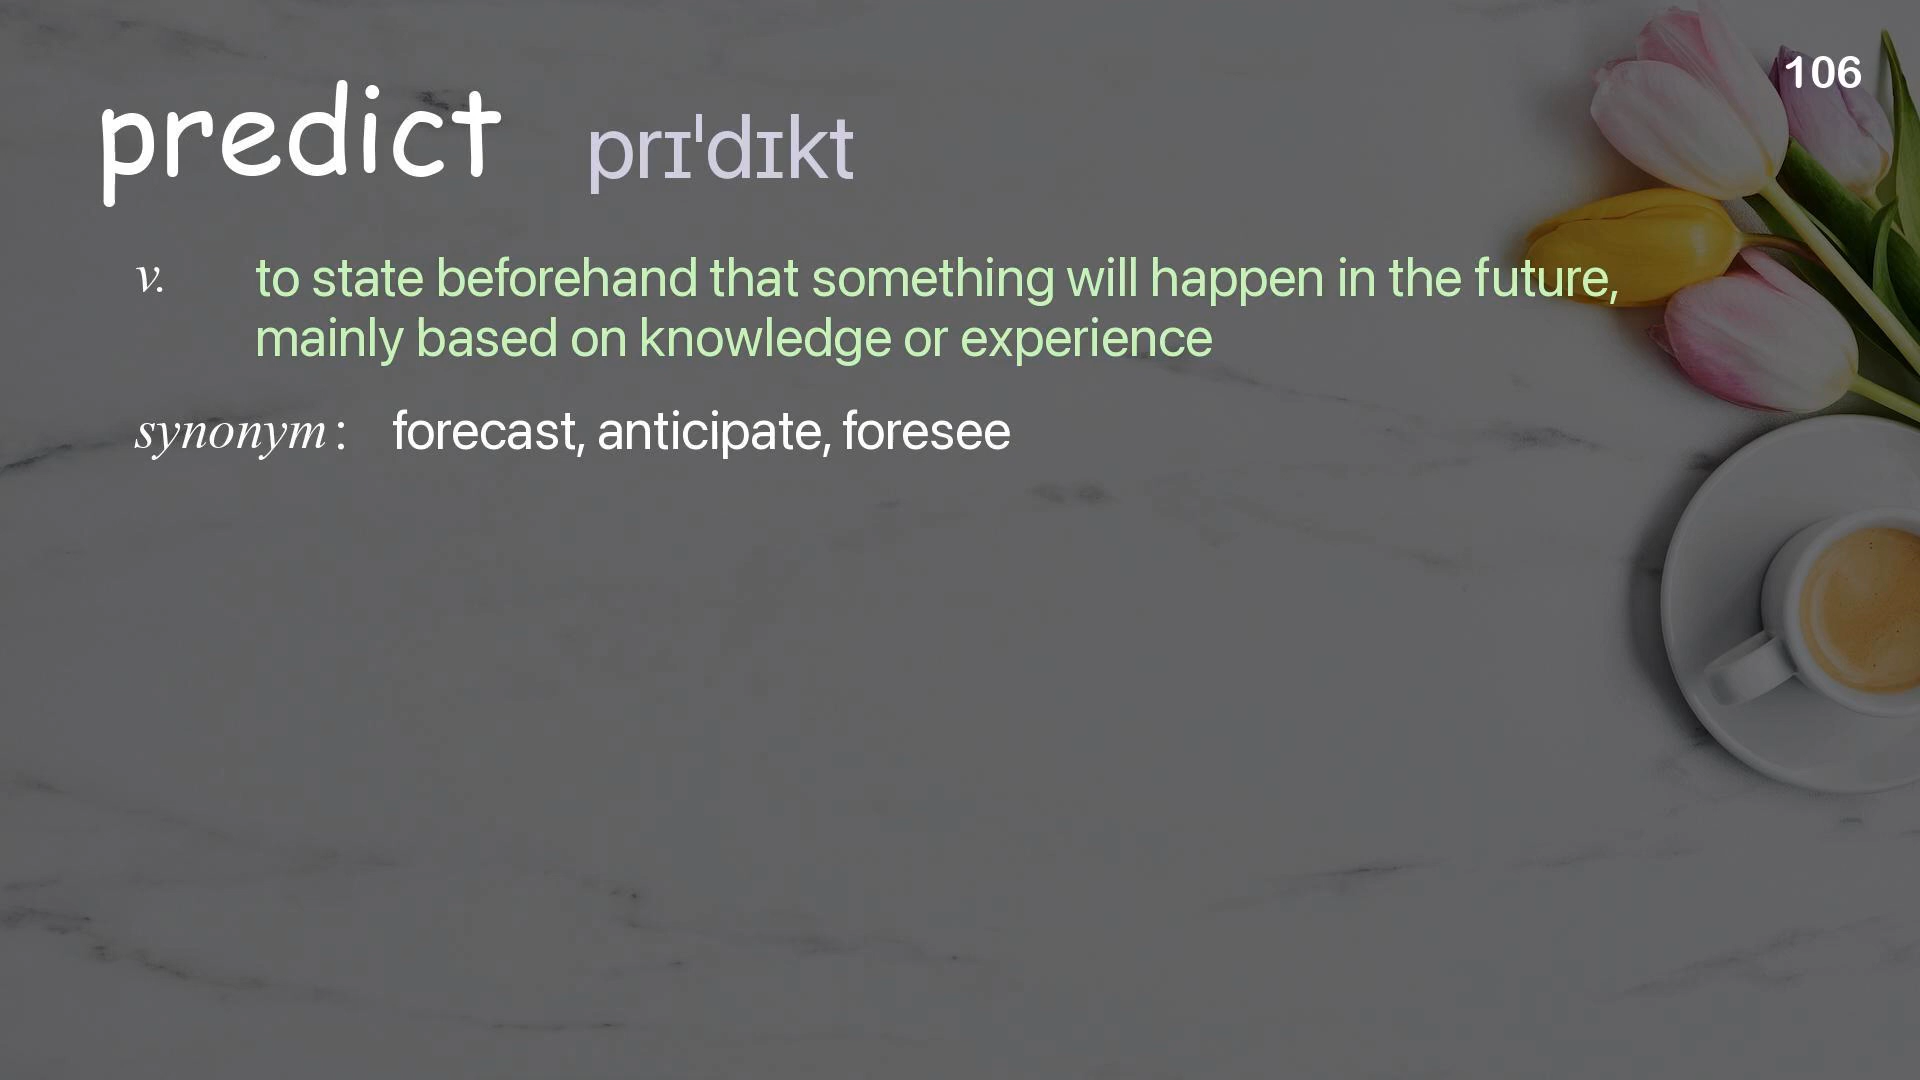 106
predict prɪˈdɪkt
v. to state beforehand that something will happen in the future,
mainly based on knowledge or experience
synonym : forecast, anticipate, foresee